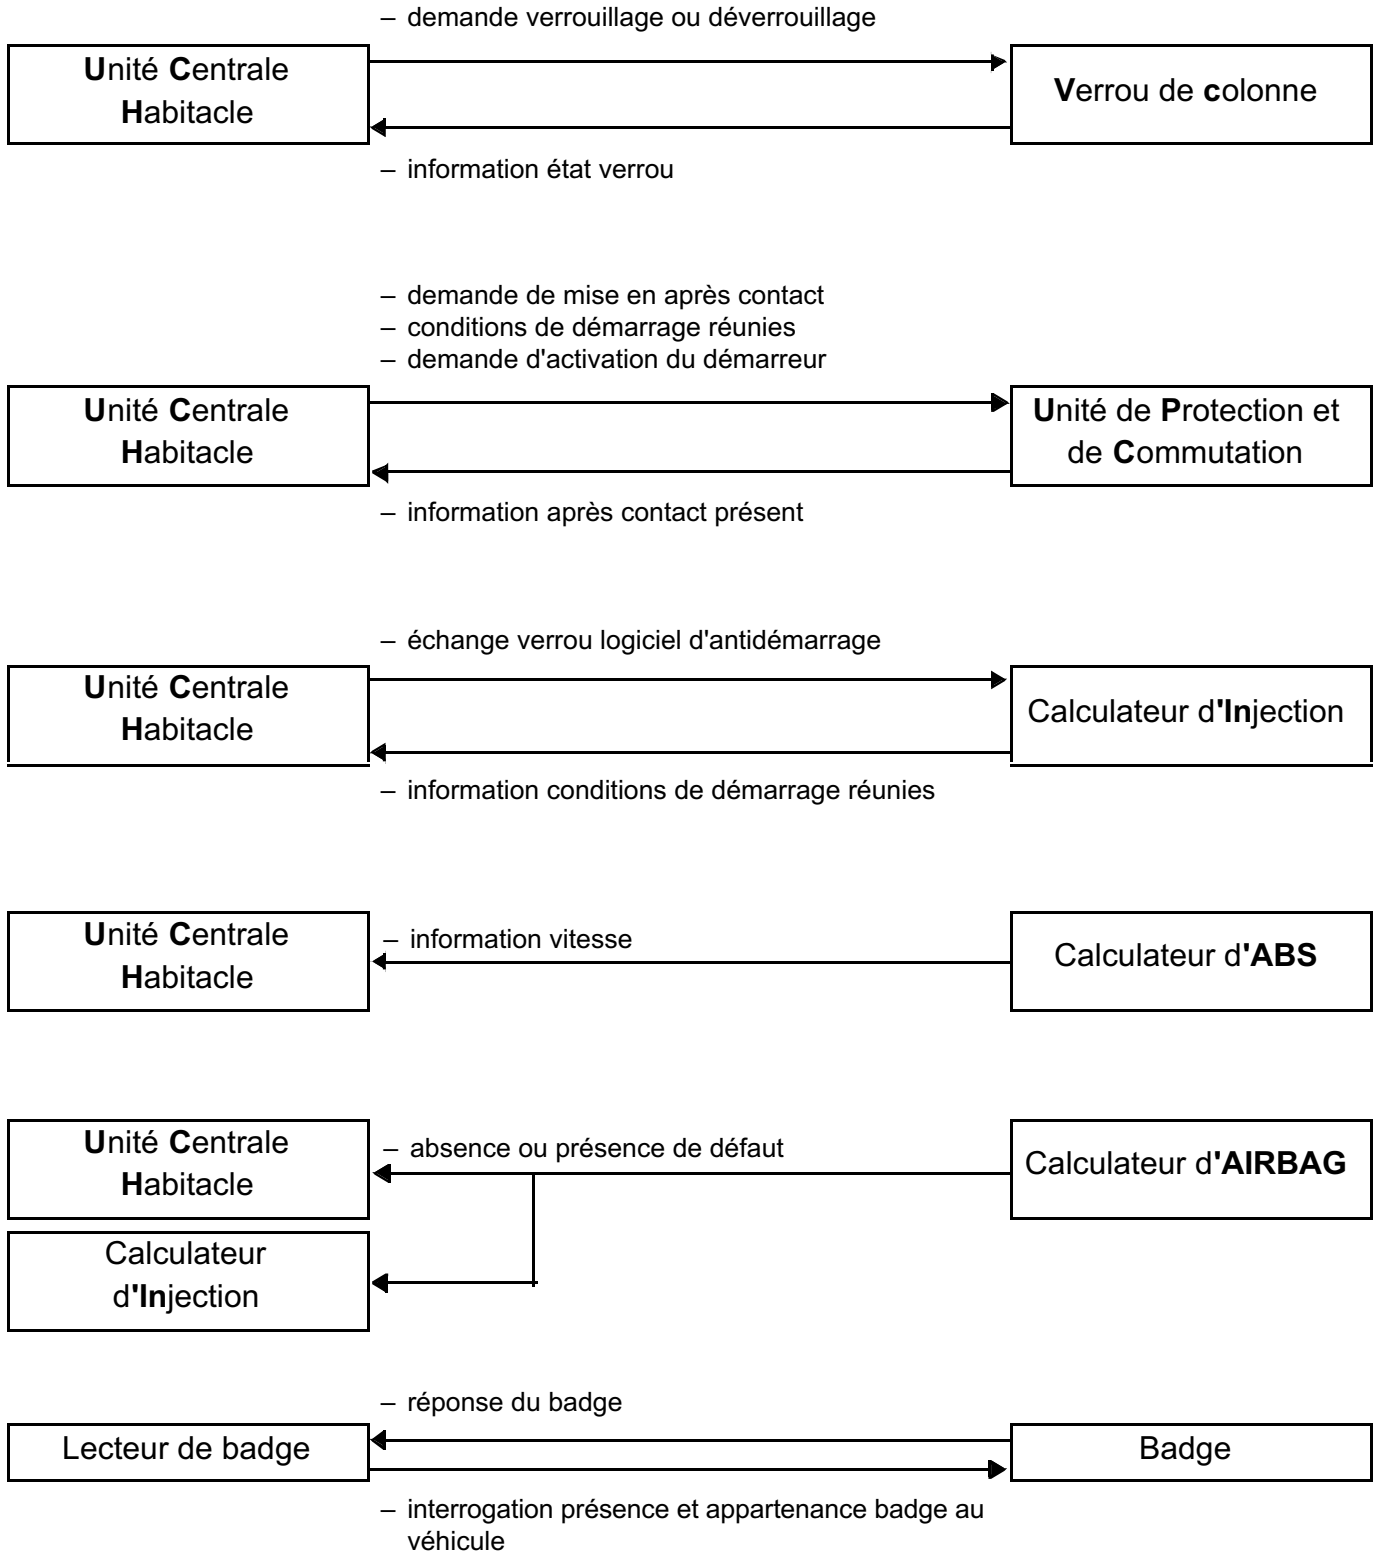 – demande verrouillage ou déverrouillage
Unité Centrale
Habitacle
Verrou de colonne
– information état verrou
– demande de mise en après contact
– conditions de démarrage réunies
– demande d'activation du démarreur
Unité Centrale
Habitacle
Unité de Protection et
de Commutation
– information après contact présent
– échange verrou logiciel d'antidémarrage
Unité Centrale
Habitacle
Calculateur d'Injection
– information conditions de démarrage réunies
Unité Centrale
Habitacle
– information vitesse
Calculateur d'ABS
Unité Centrale
Habitacle
– absence ou présence de défaut
Calculateur d'AIRBAG
Calculateur
d'Injection
– réponse du badge
Lecteur de badge
Badge
– interrogation présence et appartenance badge au
véhicule